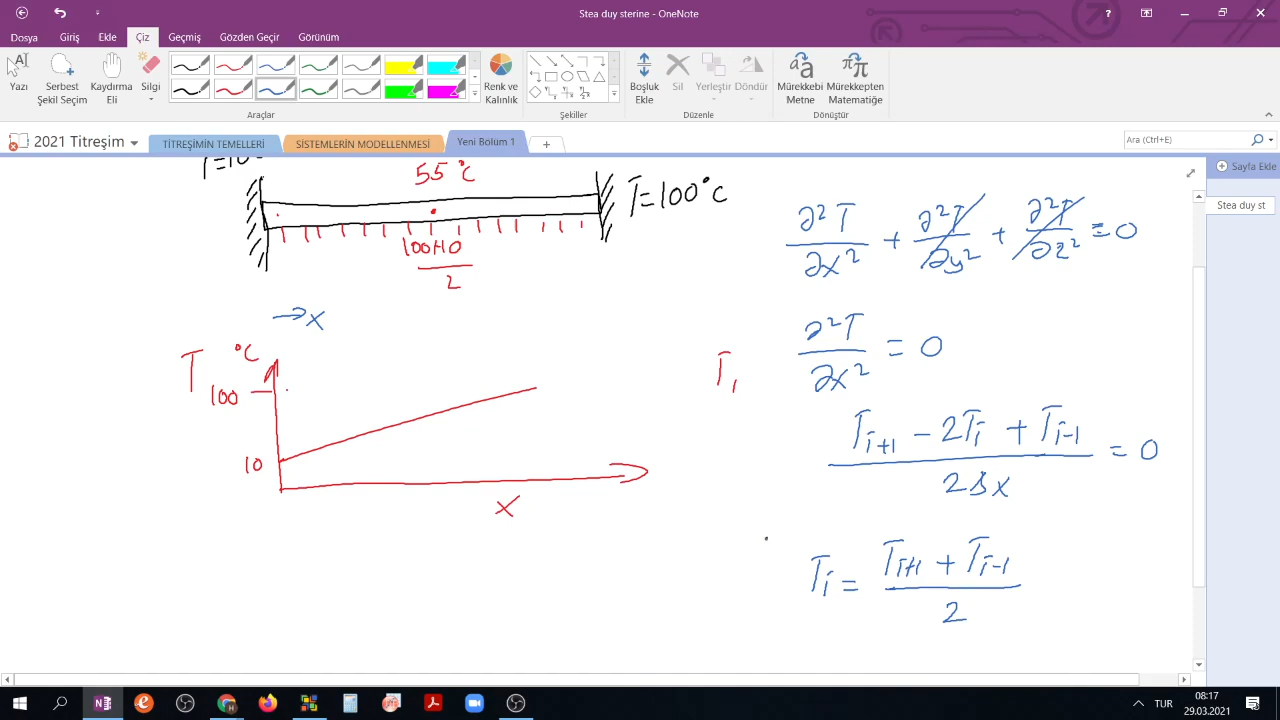 Stea duy sterine - OneNote
Dosya Giriş Ekle Çiz Geçmiş Gözden Geçir Görünüm
Yazı
Serbest Şekil Seçim
Kaydırma Eli
Silgi
Renk ve Kalınlık
Boşluk Ekle
Sil
Yerleştir
Döndür
Mürekkebi Metne
Mürekkepten Matematiğe
Araçlar
Şekiller
Düzenle
Dönüştür
2021 Titreşim
TİTREŞİMİN TEMELLERİ
SİSTEMLERİN MODELLENMESİ
Yeni Bölüm 1
Ara (Ctrl+E)
Sayfa Ekle
Stea duy st
55 °C
T=100°C
100+10
2
→x
T °C
100
10
x
T₁
∂²T/∂x² + ∂²T/∂y² + ∂²T/∂z² = 0
∂²T/∂x² = 0
Ti+1 - 2Ti + Ti-1 = 0
Ti = (Ti+1 + Ti-1)/2
TUR
08:17
29.03.2021